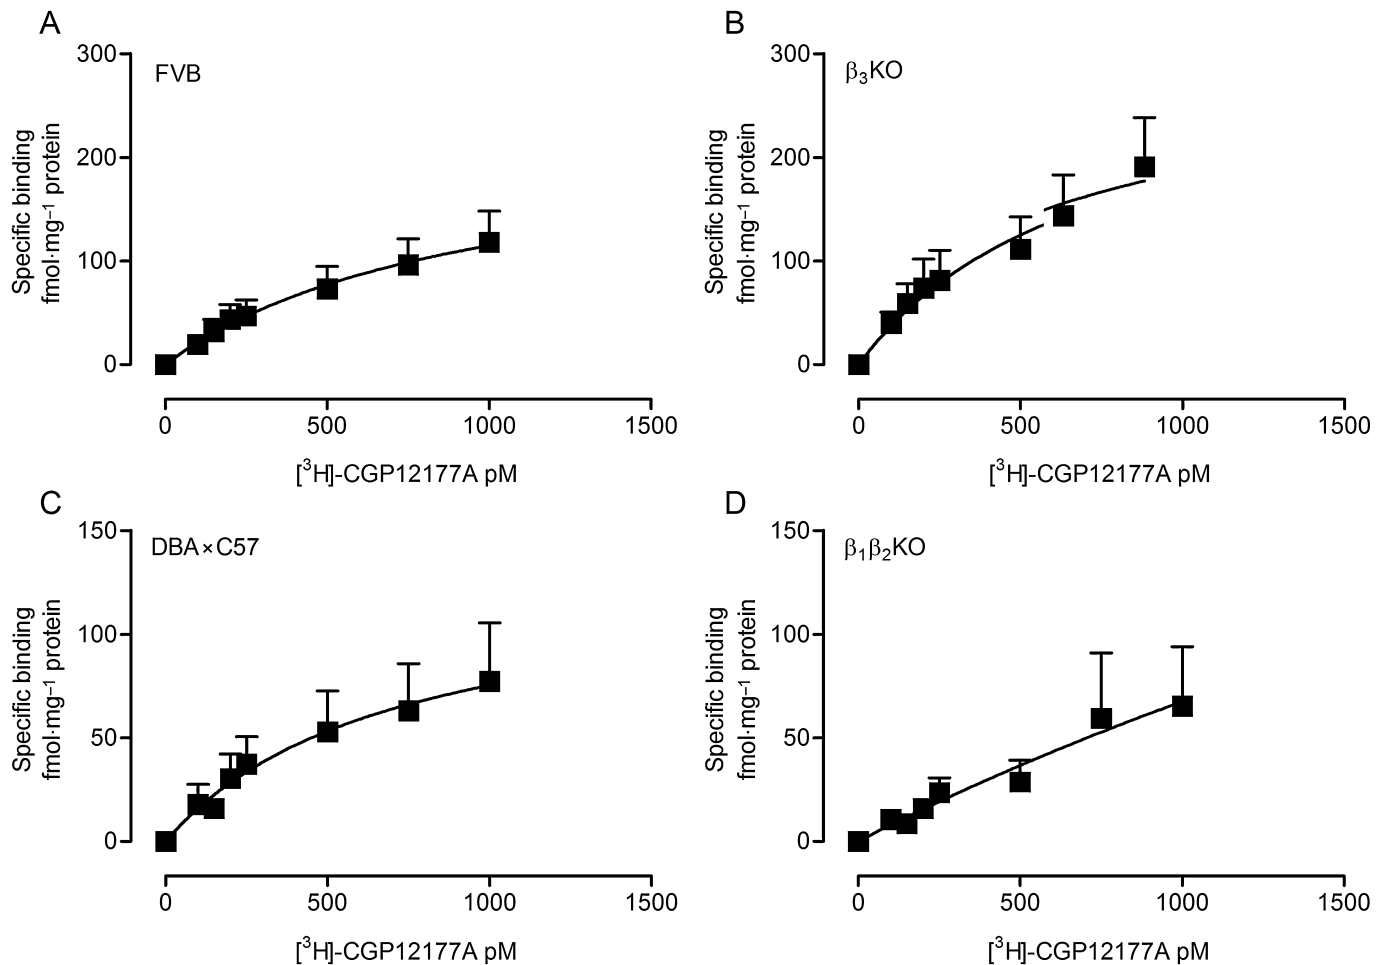 A
FVB
Specific binding
fmol·mg⁻¹ protein
300
200
100
0
0 500 1000 1500
[³H]-CGP12177A pM
B
β₃KO
Specific binding
fmol·mg⁻¹ protein
300
200
100
0
0 500 1000 1500
[³H]-CGP12177A pM
C
DBA×C57
Specific binding
fmol·mg⁻¹ protein
150
100
50
0
0 500 1000 1500
[³H]-CGP12177A pM
D
β₁β₂KO
Specific binding
fmol·mg⁻¹ protein
150
100
50
0
0 500 1000 1500
[³H]-CGP12177A pM